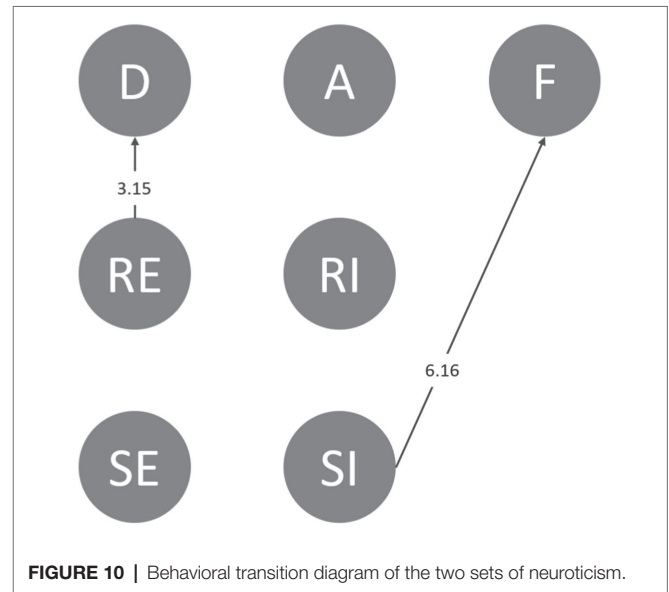 D A F
3.15
RE RI
6.16
SE SI
FIGURE 10 | Behavioral transition diagram of the two sets of neuroticism.